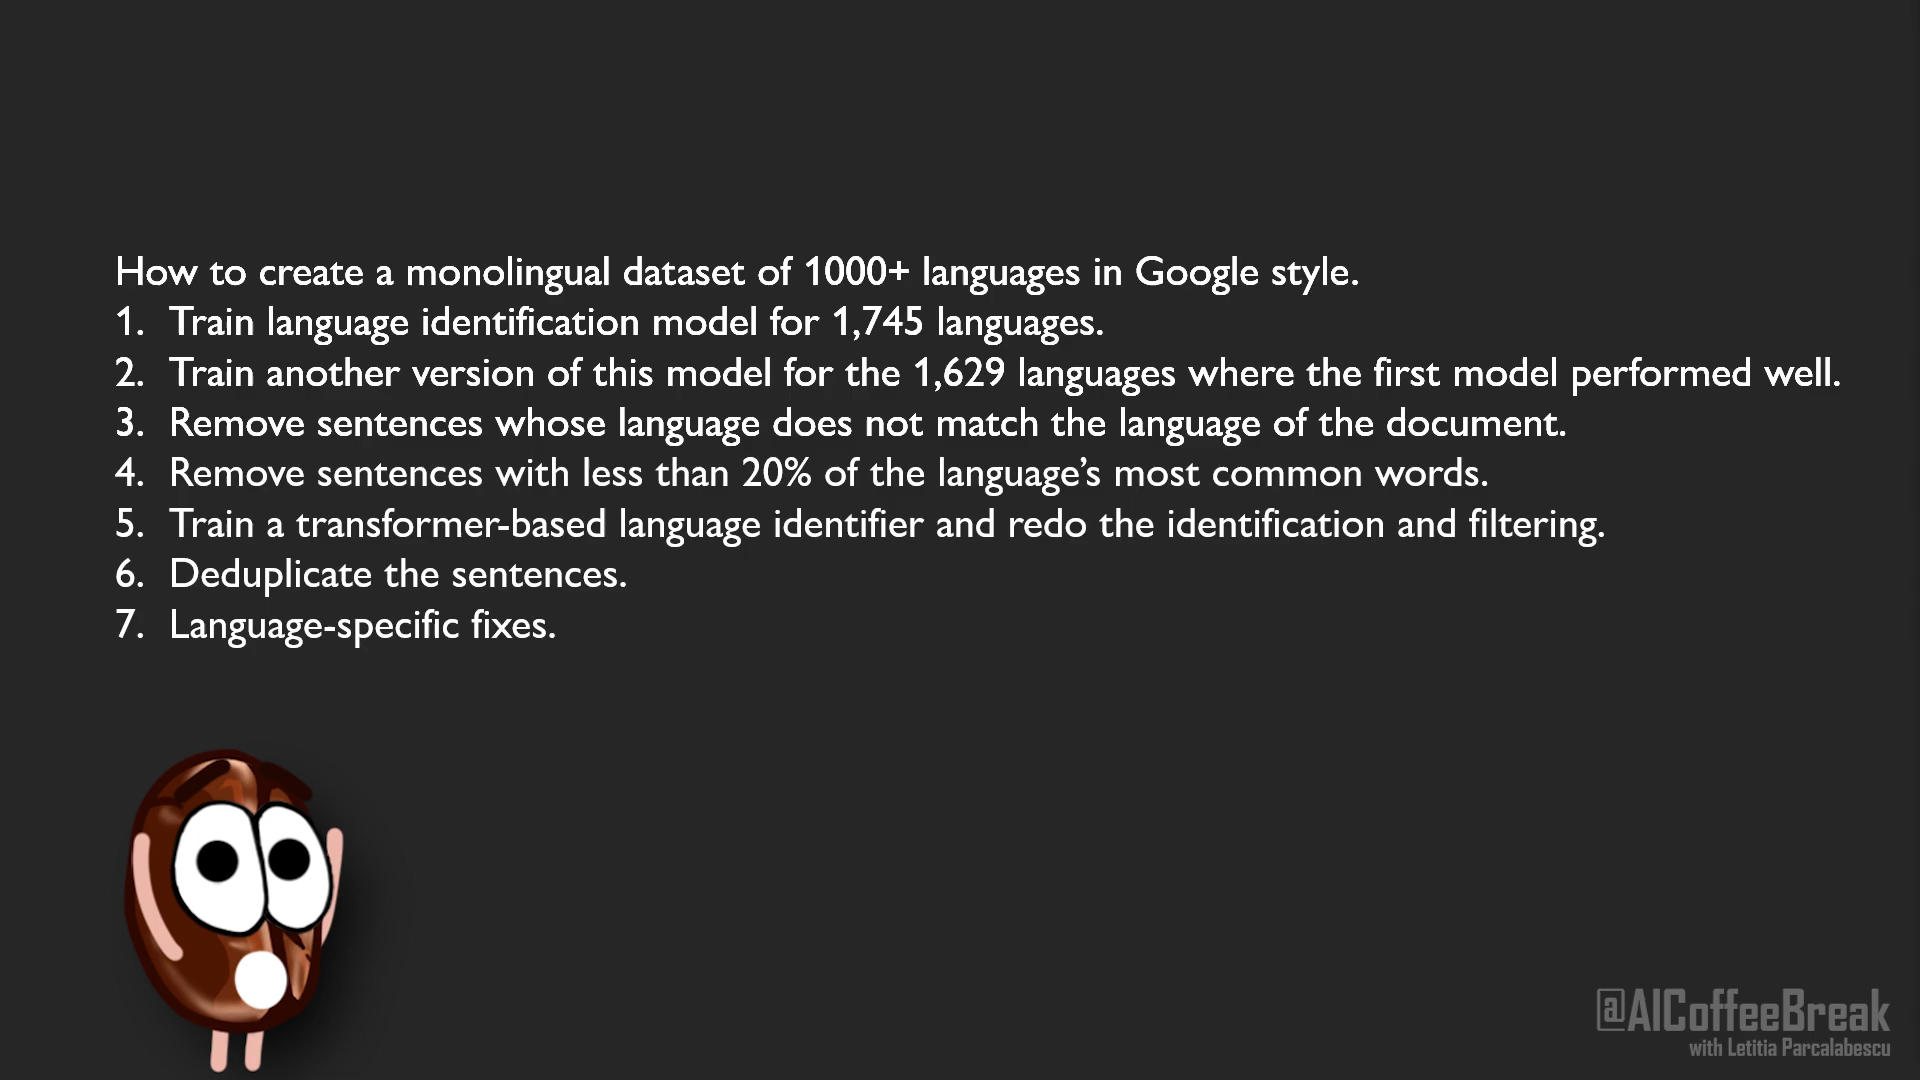 How to create a monolingual dataset of 1000+ languages in Google style.
1. Train language identification model for 1,745 languages.
2. Train another version of this model for the 1,629 languages where the first model performed well.
3. Remove sentences whose language does not match the language of the document.
4. Remove sentences with less than 20% of the language’s most common words.
5. Train a transformer-based language identifier and redo the identification and filtering.
6. Deduplicate the sentences.
7. Language-specific fixes.
@AICoffeeBreak
with Letitia Parcalabescu